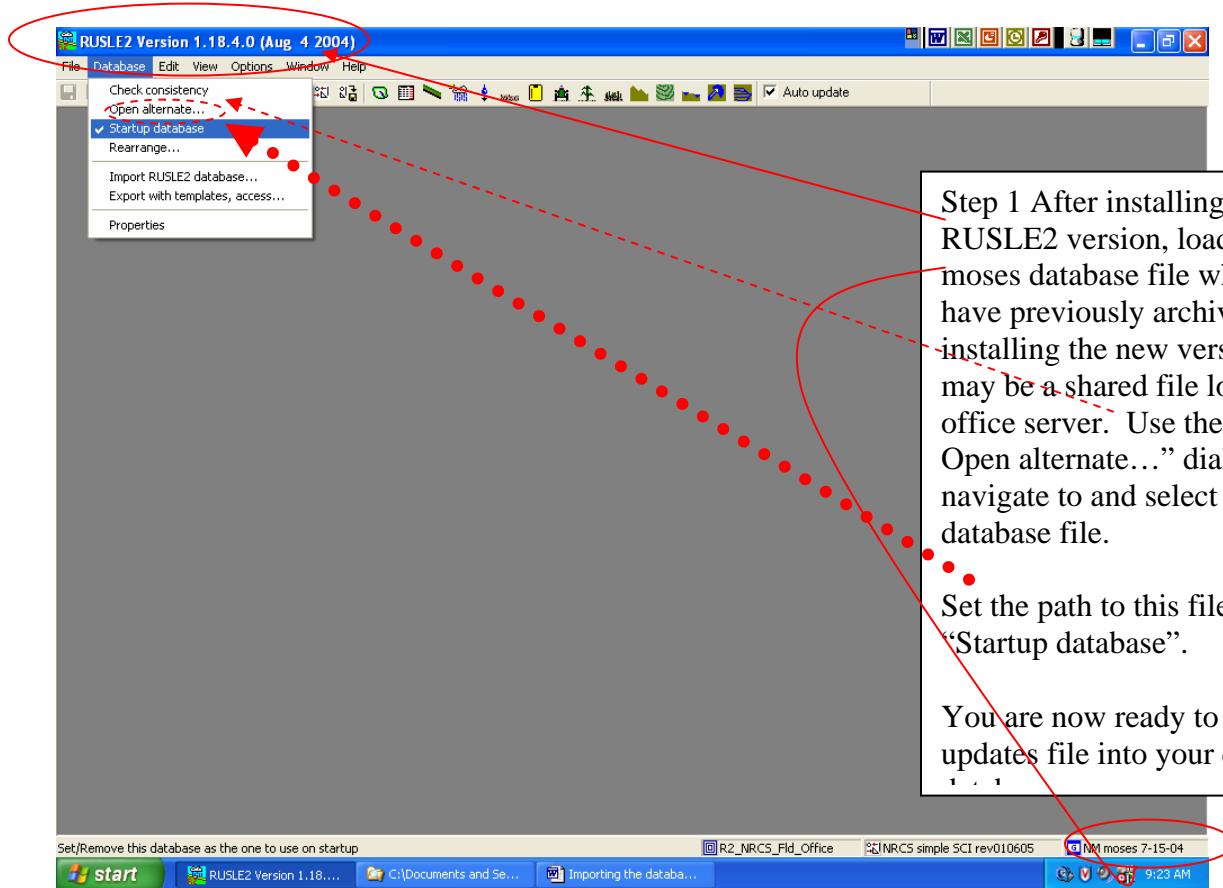 RUSLE2 Version 1.18.4.0 (Aug 4 2004)
File Database Edit View Options Window Help
Auto update
Check consistency
Open alternate...
Startup database
Rearrange...
Import RUSLE2 database...
Export with templates, access...
Properties
Step 1 After installing
RUSLE2 version, load
moses database file
have previously
installing the new
may be a shared file
office server. Use the
Open alternate…”
navigate to and select
database file.
Set the path to this file
“Startup database”.
You are now ready to
updates file into your
Set/Remove this database as the one to use on startup
R2_NRCS_Fld_Office
NRCS simple SCI rev010605
NM moses 7-15-04
start
RUSLE2 Version 1.18....
C:\Documents and Se...
Importing the databa...
9:23 AM